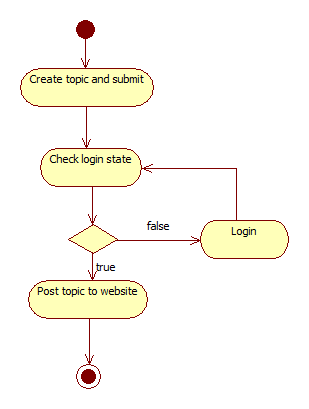 Create topic and submit
Check login state
false
Login
true
Post topic to website